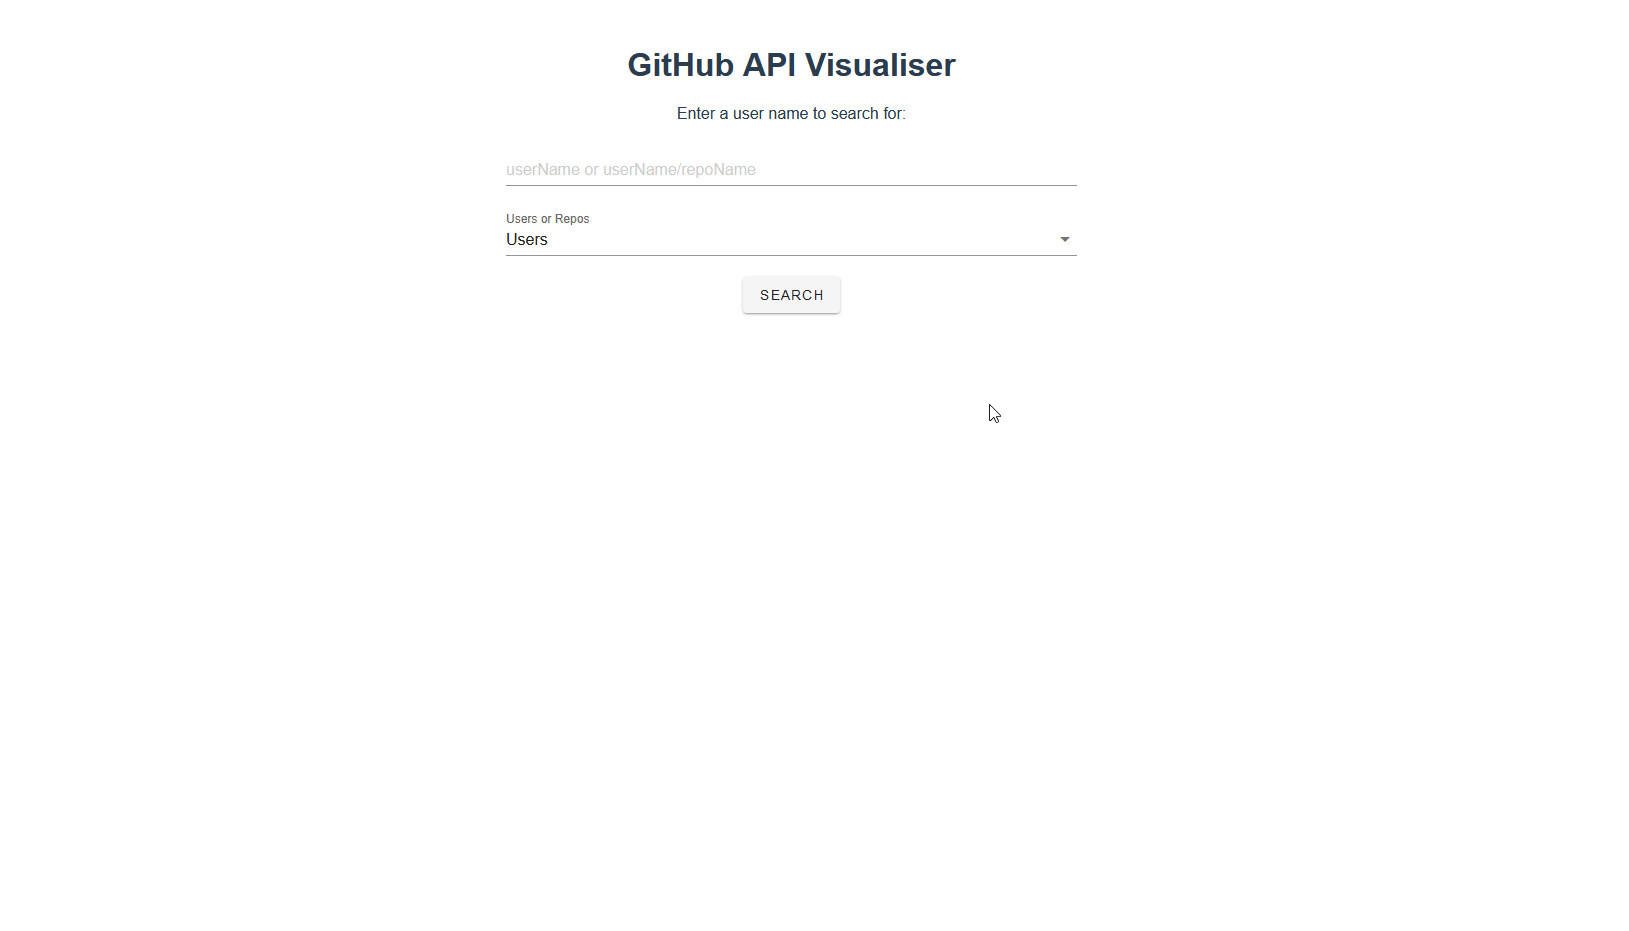 GitHub API Visualiser
Enter a user name to search for:
userName or userName/repoName
Users or Repos
Users
SEARCH